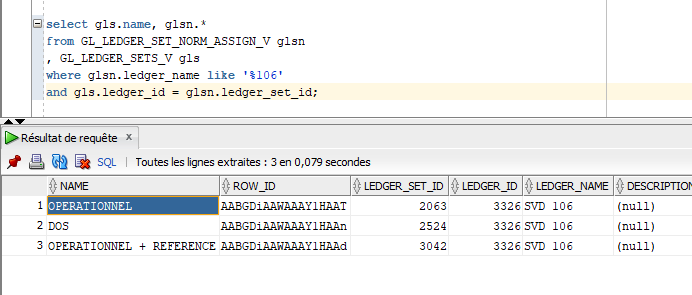 select gls.name, glsn.*
from GL_LEDGER_SET_NORM_ASSIGN_V glsn
, GL_LEDGER_SETS_V gls
where glsn.ledger_name like '%106'
and gls.ledger_id = glsn.ledger_set_id;
Résultat de requête x
SQL | Toutes les lignes extraites : 3 en 0,079 secondes
NAME ROW_ID LEDGER_SET_ID LEDGER_ID LEDGER_NAME DESCRIPTION
1 OPERATIONNEL AABGDiAAWAAAY1HAAT 2063 3326 SVD 106 (null)
2 DOS AABGDiAAWAAAY1HAAn 2524 3326 SVD 106 (null)
3 OPERATIONNEL + REFERENCE AABGDiAAWAAAY1HAAd 3042 3326 SVD 106 (null)